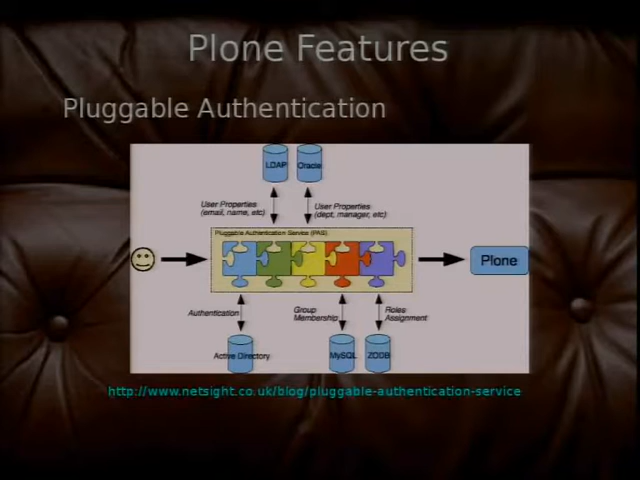 Plone Features
Pluggable Authentication
LDAP
Oracle
User Properties
(email, name, etc)
User Properties
(dept, manager, etc)
Pluggable Authentication Service (PAS)
Plone
Authentication
Group
Membership
Roles
Assignment
Active Directory
MySQL
ZODB
http://www.netsight.co.uk/blog/pluggable-authentication-service